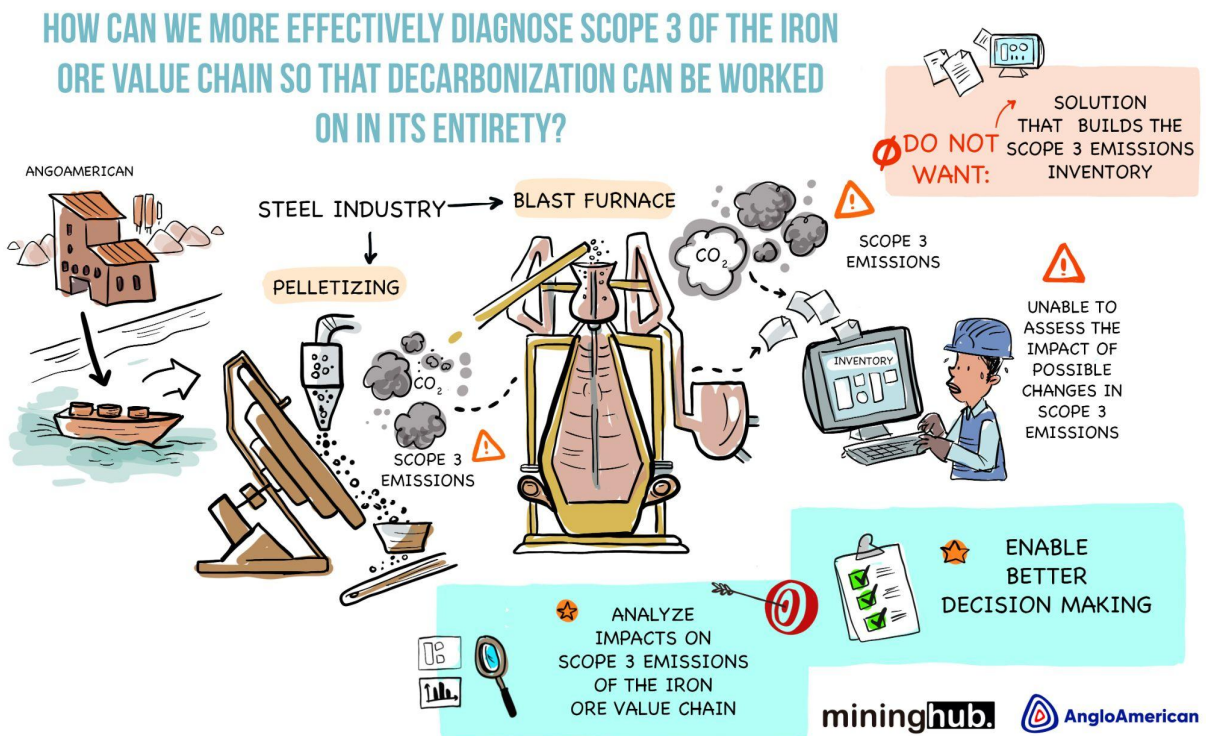 HOW CAN WE MORE EFFECTIVELY DIAGNOSE SCOPE 3 OF THE IRON
ORE VALUE CHAIN SO THAT DECARBONIZATION CAN BE WORKED
ON IN ITS ENTIRETY?
DO NOT
WANT:
SOLUTION
THAT BUILDS THE
SCOPE 3 EMISSIONS
INVENTORY
ANGOAMERICAN
STEEL INDUSTRY
BLAST FURNACE
PELLETIZING
CO2
SCOPE 3
EMISSIONS
CO2
SCOPE 3
EMISSIONS
INVENTORY
UNABLE TO
ASSESS THE
IMPACT OF
POSSIBLE
CHANGES IN
SCOPE 3
EMISSIONS
ANALYZE
IMPACTS ON
SCOPE 3 EMISSIONS
OF THE IRON
ORE VALUE CHAIN
ENABLE
BETTER
DECISION MAKING
mininghub.
AngloAmerican